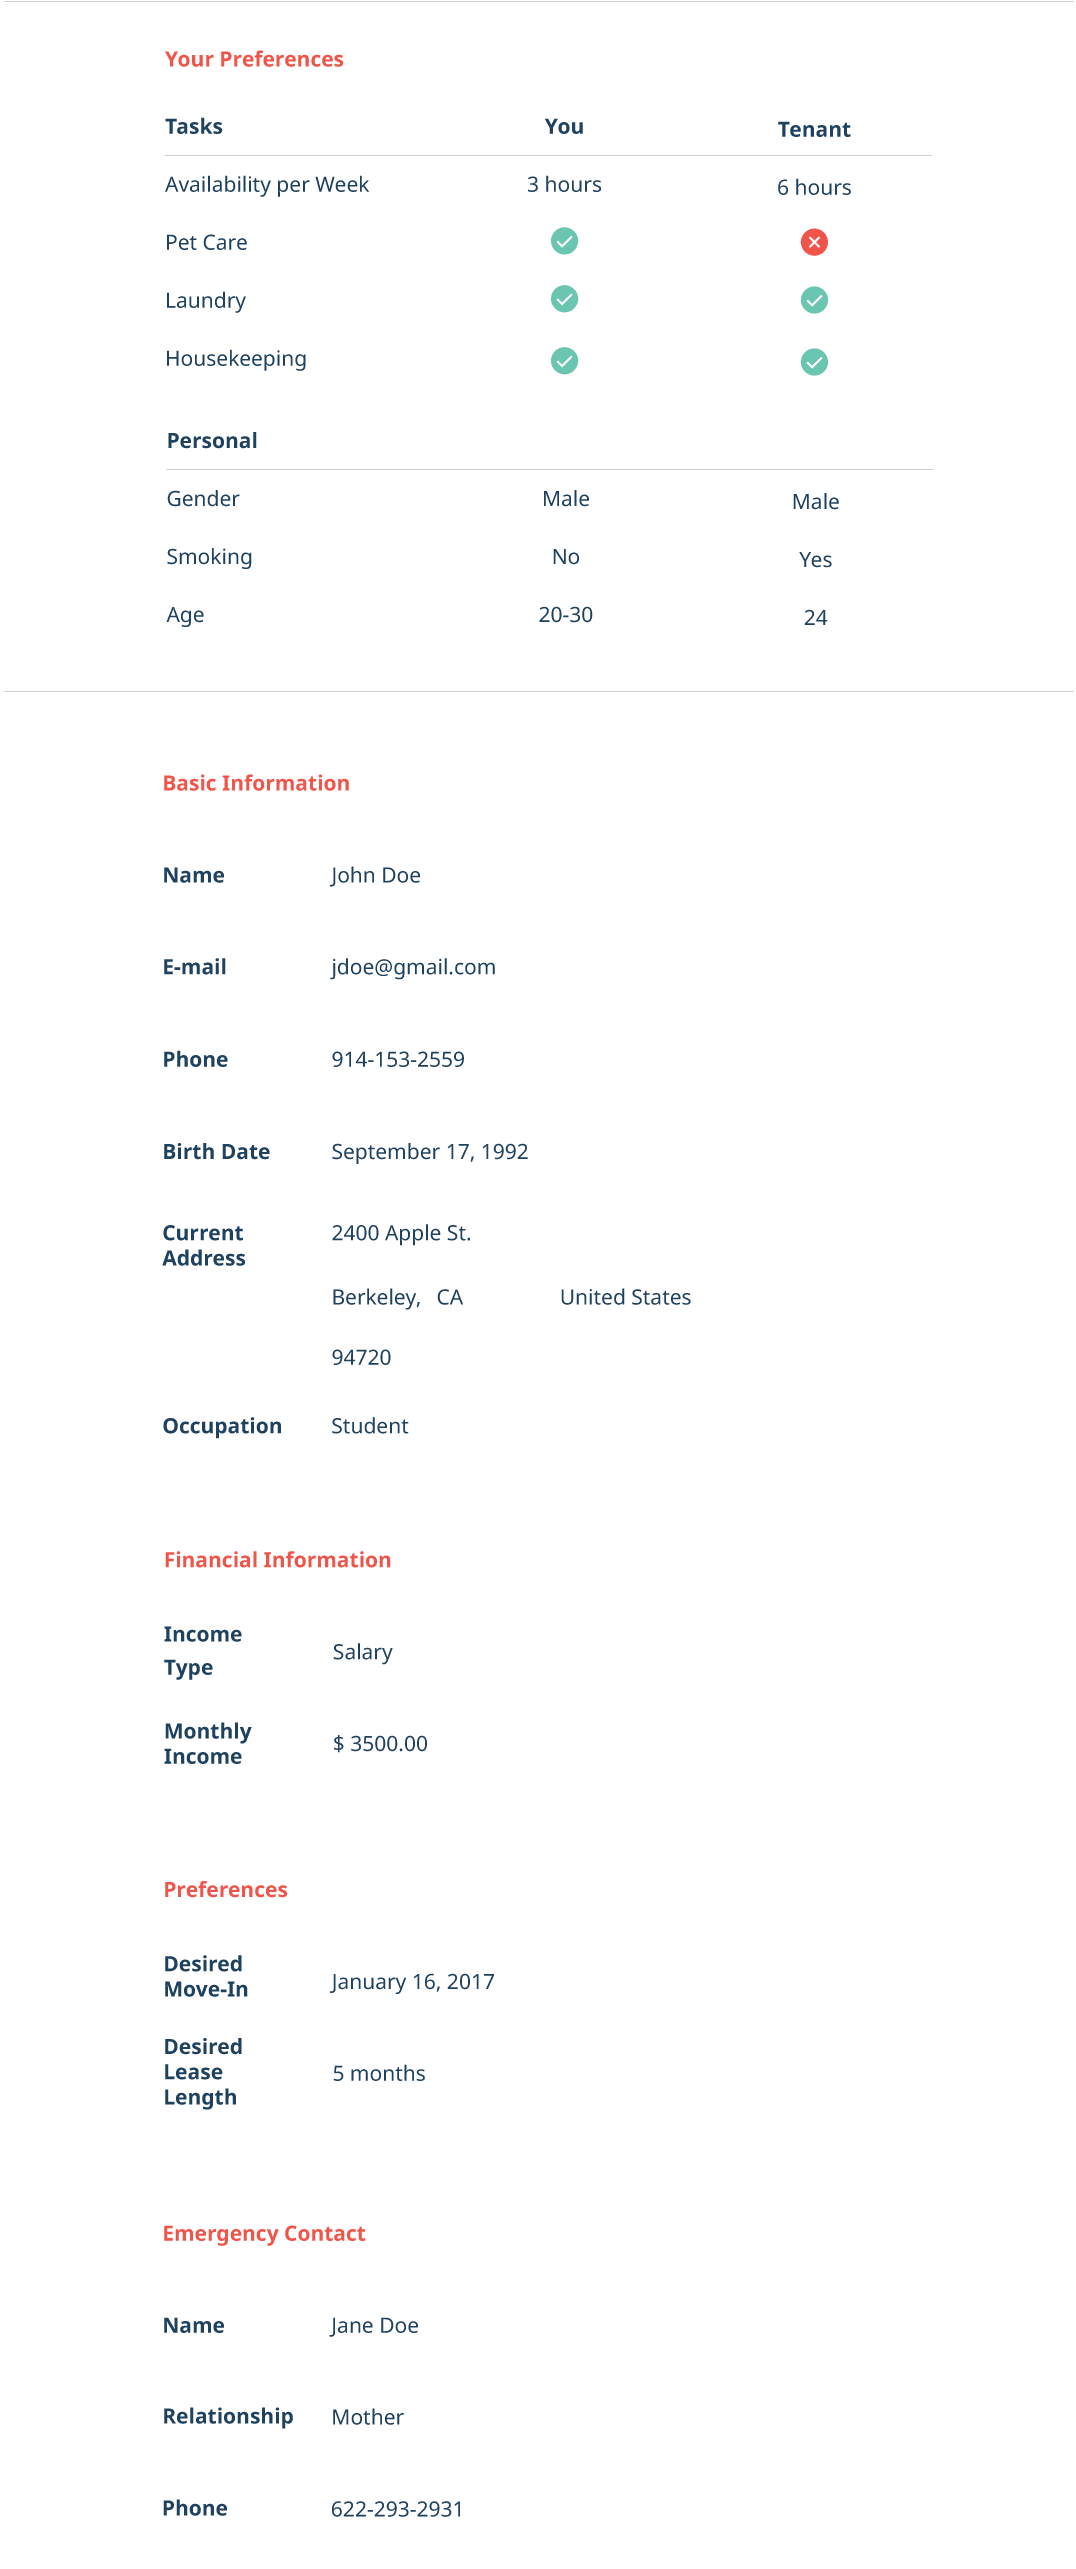 Your Preferences
Tasks You Tenant
Availability per Week 3 hours 6 hours
Pet Care
Laundry
Housekeeping
Personal
Gender Male Male
Smoking No Yes
Age 20-30 24
Basic Information
Name John Doe
E-mail jdoe@gmail.com
Phone 914-153-2559
Birth Date September 17, 1992
Current 2400 Apple St.
Address
Berkeley, CA United States
94720
Occupation Student
Financial Information
Income
Type Salary
Monthly
Income $ 3500.00
Preferences
Desired
Move-In January 16, 2017
Desired
Lease 5 months
Length
Emergency Contact
Name Jane Doe
Relationship Mother
Phone 622-293-2931